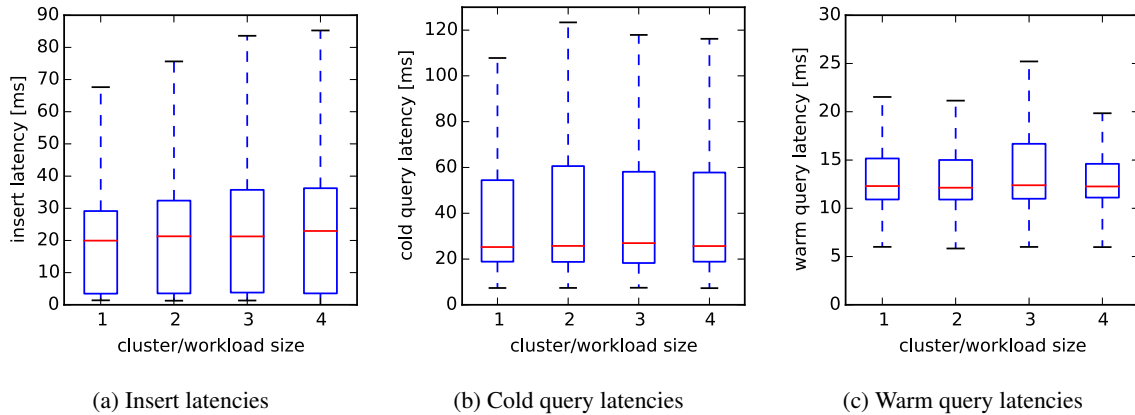 insert latency [ms]
90
80
70
60
50
40
30
20
10
0
1 2 3 4
cluster/workload size
(a) Insert latencies
cold query latency [ms]
120
100
80
60
40
20
0
1 2 3 4
cluster/workload size
(b) Cold query latencies
warm query latency [ms]
30
25
20
15
10
5
0
1 2 3 4
cluster/workload size
(c) Warm query latencies